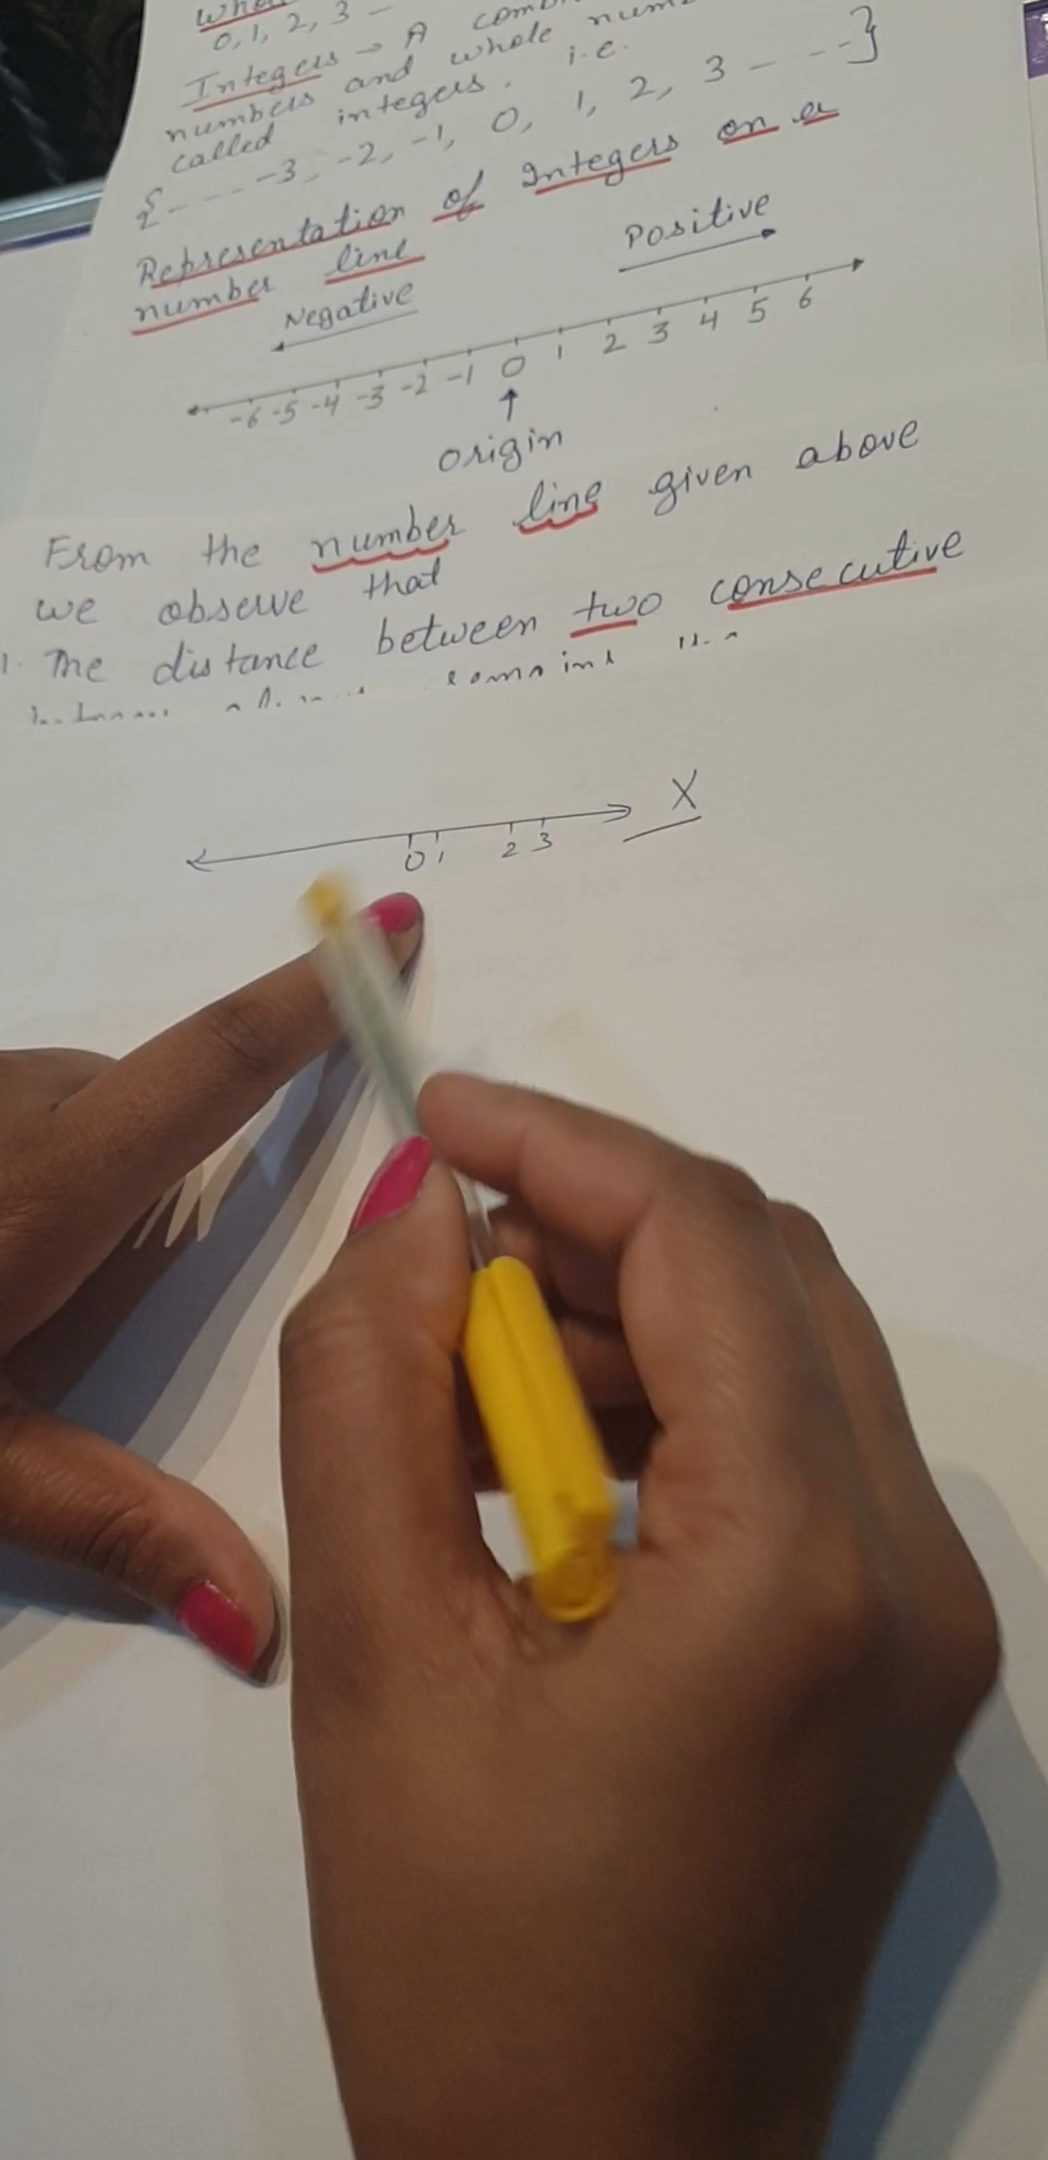 0, 1, 2, 3 -
Integers → A
numbers and whole
called integers. i.e.
{- - - - -3, -2, -1, 0, 1, 2, 3 - - -}
Representation of Integers on a
number line
Negative Positive
-6 -5 -4 -3 -2 -1 0 1 2 3 4 5 6
↑
origin
From the number line given above
we observe that
1. The distance between two consecutive
0 1 2 3 X